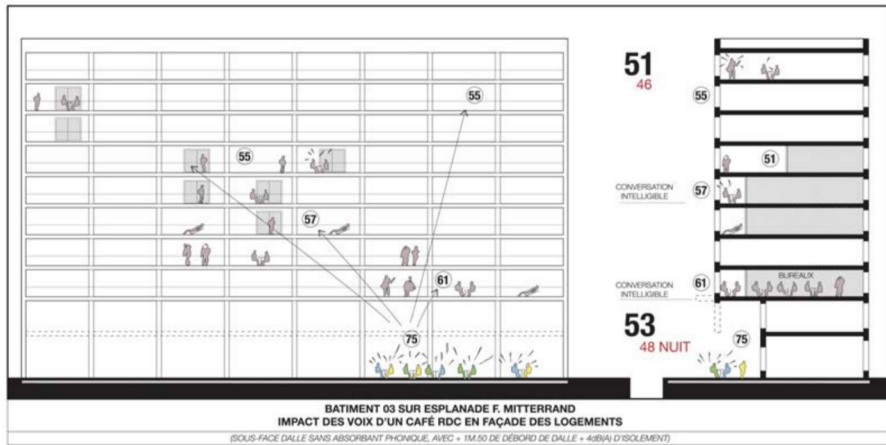 55
55
57
61
75
51
46
55
51
CONVERSATION
INTELLIGIBLE
57
BUREAUX
CONVERSATION
INTELLIGIBLE
61
53
48 NUIT
75
BATIMENT 03 SUR ESPLANADE F. MITTERRAND
IMPACT DES VOIX D'UN CAFÉ RDC EN FAÇADE DES LOGEMENTS
(SOUS-FACE DALLE SANS ABSORBANT PHONIQUE, AVEC + 1M.50 DE DÉBORD DE DALLE + 4dB(A) D'ISOLEMENT)